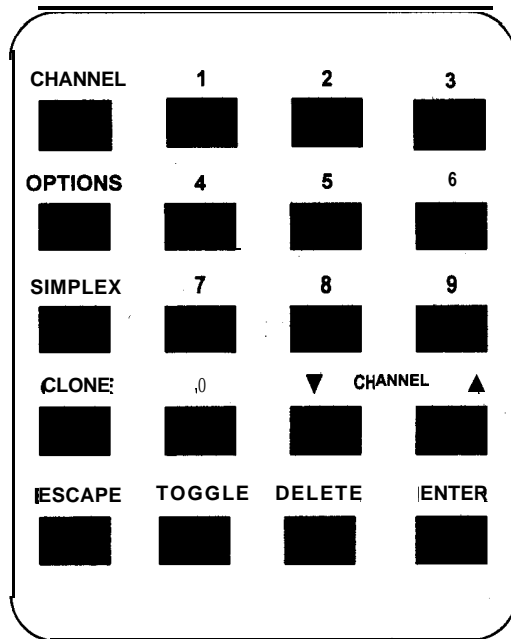 CHANNEL 1 2 3
OPTIONS 4 5 6
SIMPLEX 7 8 9
CLONE 0 ▼ CHANNEL ▲
ESCAPE TOGGLE DELETE ENTER